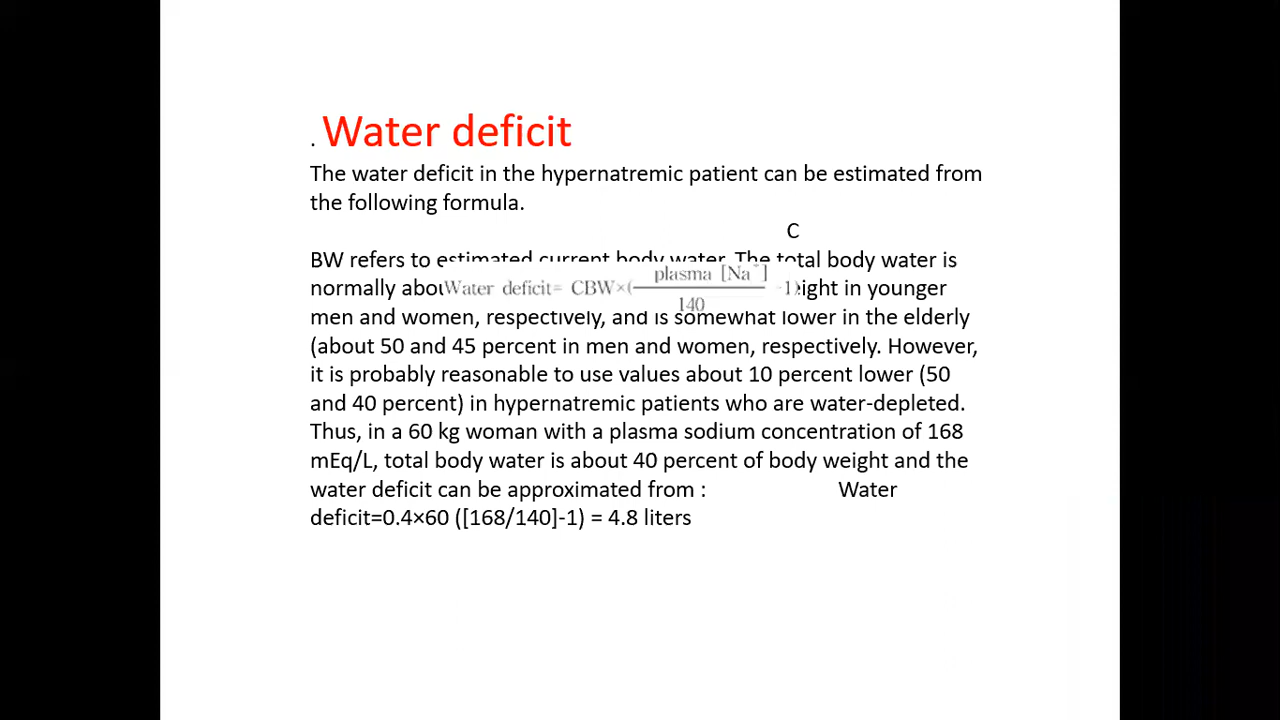 . Water deficit
The water deficit in the hypernatremic patient can be estimated from
the following formula.
C
BW refers to estimated current body water. The total body water is
plasma [Na⁺]
normally Water deficit= CBW×( -1) in younger
140
men and women, respectively, and is somewhat lower in the elderly
(about 50 and 45 percent in men and women, respectively. However,
it is probably reasonable to use values about 10 percent lower (50
and 40 percent) in hypernatremic patients who are water-depleted.
Thus, in a 60 kg woman with a plasma sodium concentration of 168
mEq/L, total body water is about 40 percent of body weight and the
water deficit can be approximated from : Water
deficit=0.4×60 ([168/140]-1) = 4.8 liters